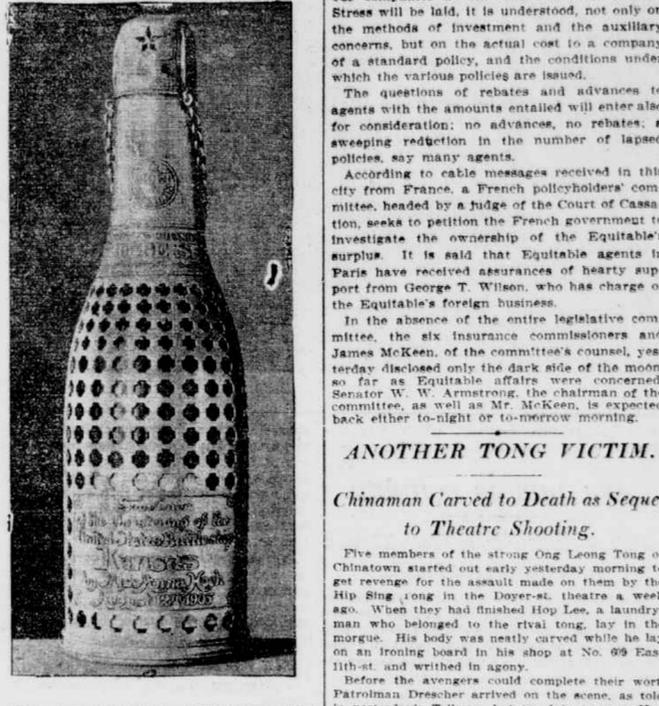 Souvenir
of the christening of the
United States Battleship
Kansas
by Miss Anna Hoch
August 12th 1905
Stress will be laid, it is understood, not only on
the methods of investment and the auxiliary
concerns, but on the actual cost to a company
of a standard policy, and the conditions under
which the various policies are issued.
The questions of rebates and advances to
agents with the amounts entailed will enter also
for consideration; no advances, no rebates; a
sweeping reduction in the number of lapsed
policies, say many agents.
According to cable messages received in this
city from France, a French policyholders' com
mittee, headed by a judge of the Court of Cassa
tion, seeks to petition the French government to
investigate the ownership of the Equitable's
surplus. It is said that Equitable agents in
Paris have received assurances of hearty sup
port from George T. Wilson, who has charge of
the Equitable's foreign business.
In the absence of the entire legislative com
mittee, the six insurance commissioners and
James McKeen, of the committee's counsel, yes
terday disclosed only the dark side of the moon
so far as Equitable affairs were concerned.
Senator W. W. Armstrong, the chairman of the
committee, as well as Mr. McKeen, is expected
back either to-night or to-morrow morning.
ANOTHER TONG VICTIM.
Chinaman Carved to Death as Seque
to Theatre Shooting.
Five members of the strong Ong Leong Tong o
Chinatown started out early yesterday morning to
get revenge for the assault made on them by the
Hip Sing Tong in the Doyer-st. theatre a week
ago. When they had finished Hop Lee, a laundry
man who belonged to the rival tong, lay in the
morgue. His body was neatly carved while he lay
on an ironing board in his shop at No. 609 East
11th-st. and writhed in agony.
Before the avengers could complete their work
Patrolman Drescher arrived on the scene, as told